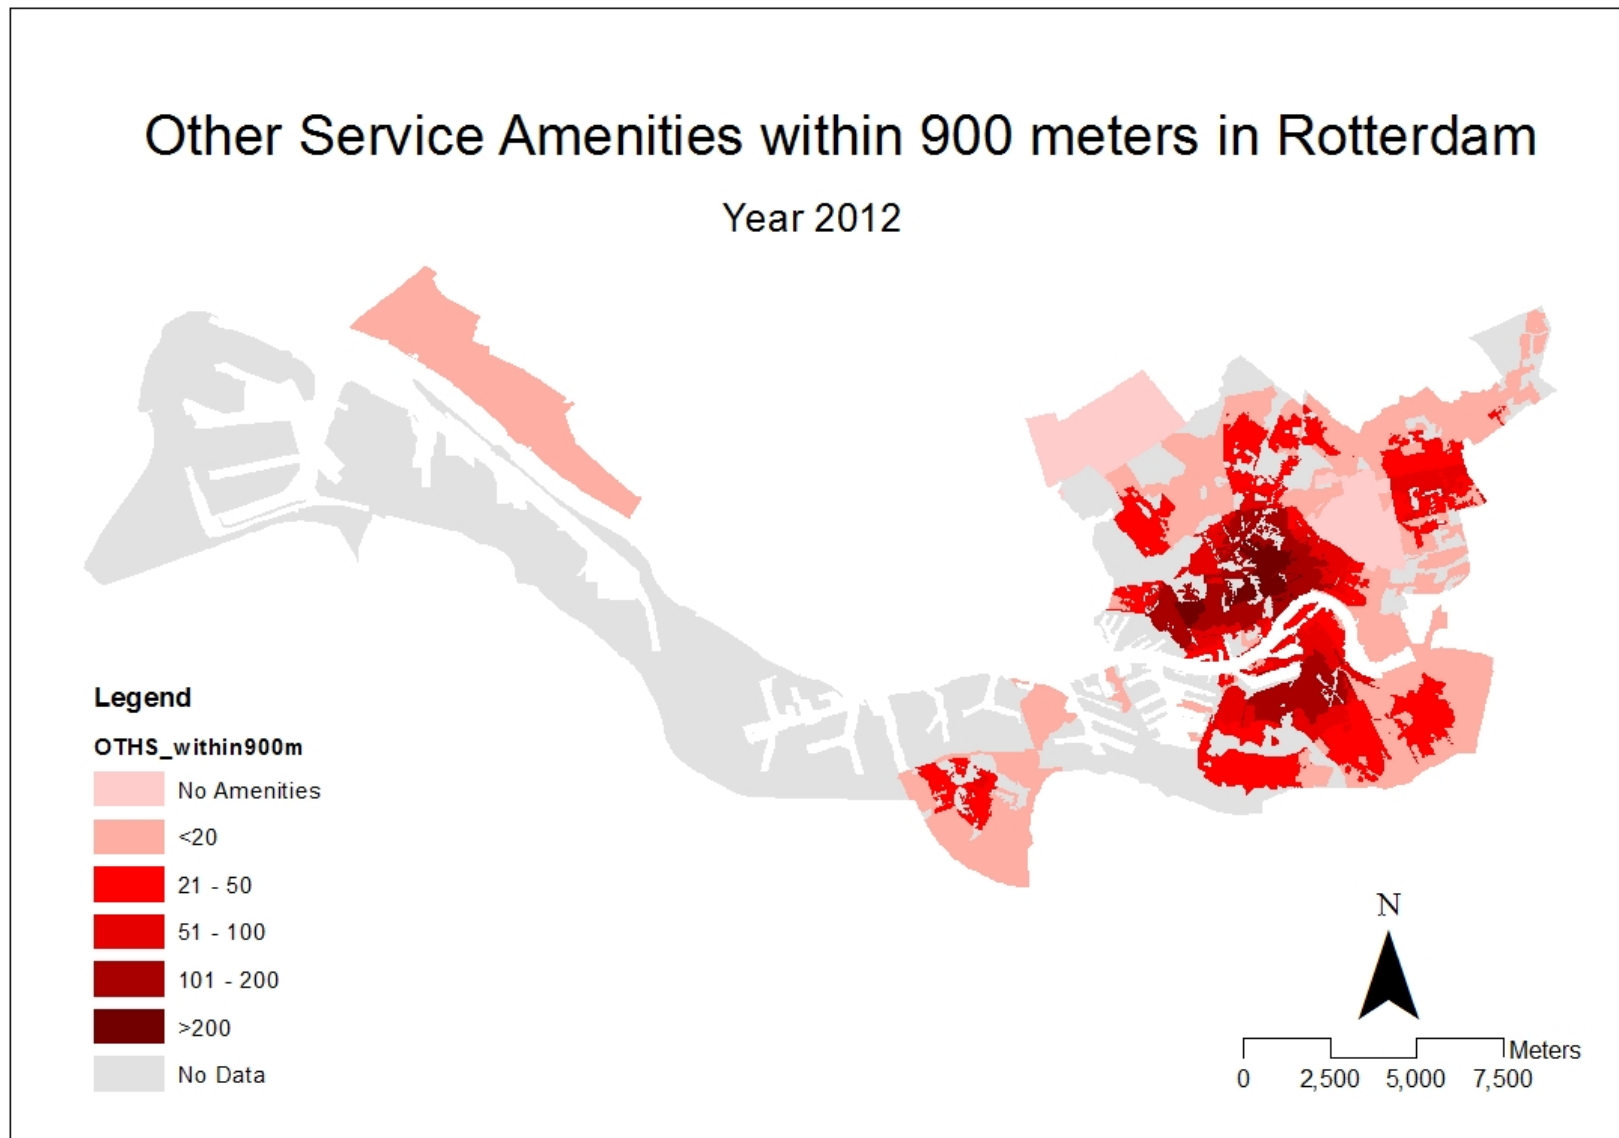 Other Service Amenities within 900 meters in Rotterdam
Year 2012
Legend
OTHS_within900m
No Amenities
<20
21 - 50
51 - 100
101 - 200
>200
No Data
N
Meters
0 2,500 5,000 7,500